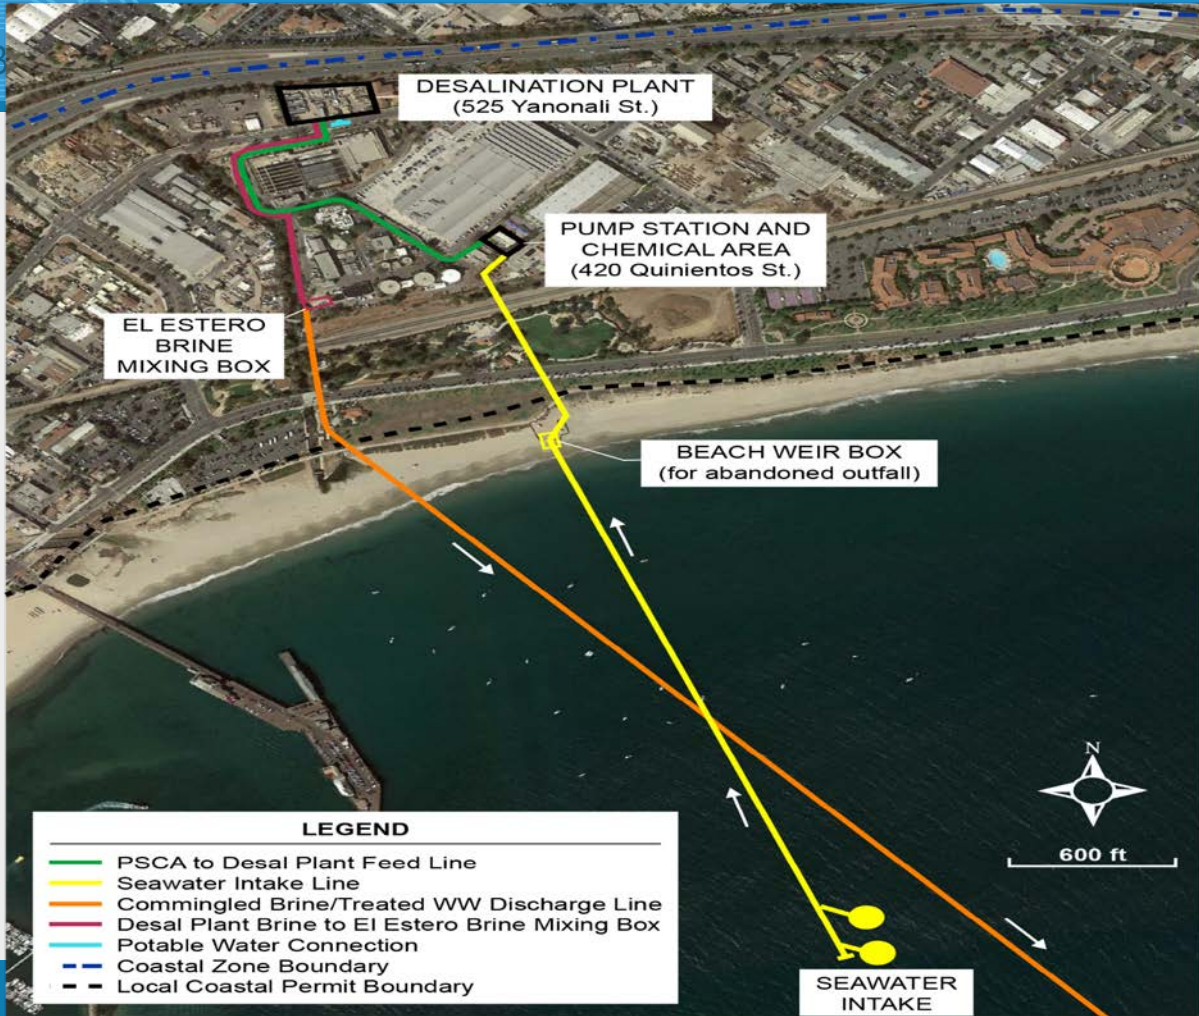 DESALINATION PLANT
(525 Yanonali St.)
PUMP STATION AND
CHEMICAL AREA
(420 Quinientos St.)
EL ESTERO
BRINE
MIXING BOX
BEACH WEIR BOX
(for abandoned outfall)
N
600 ft
LEGEND
PSCA to Desal Plant Feed Line
Seawater Intake Line
Commingled Brine/Treated WW Discharge Line
Desal Plant Brine to El Estero Brine Mixing Box
Potable Water Connection
Coastal Zone Boundary
Local Coastal Permit Boundary
SEAWATER
INTAKE